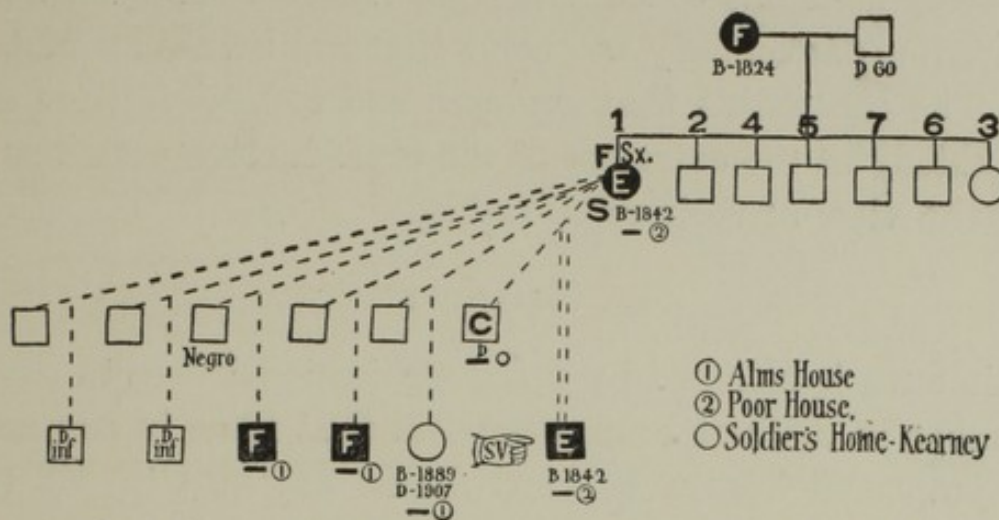 F
B-1824 D 60
1 2 4 5 7 6 3
F Sx.
E
S B-1842
②
C
D
Negro
① Alms House
② Poor House.
○ Soldier's Home-Kearney
D inf D inf F F SV E
① ① B-1889 B 1842
D-1907 ②
①